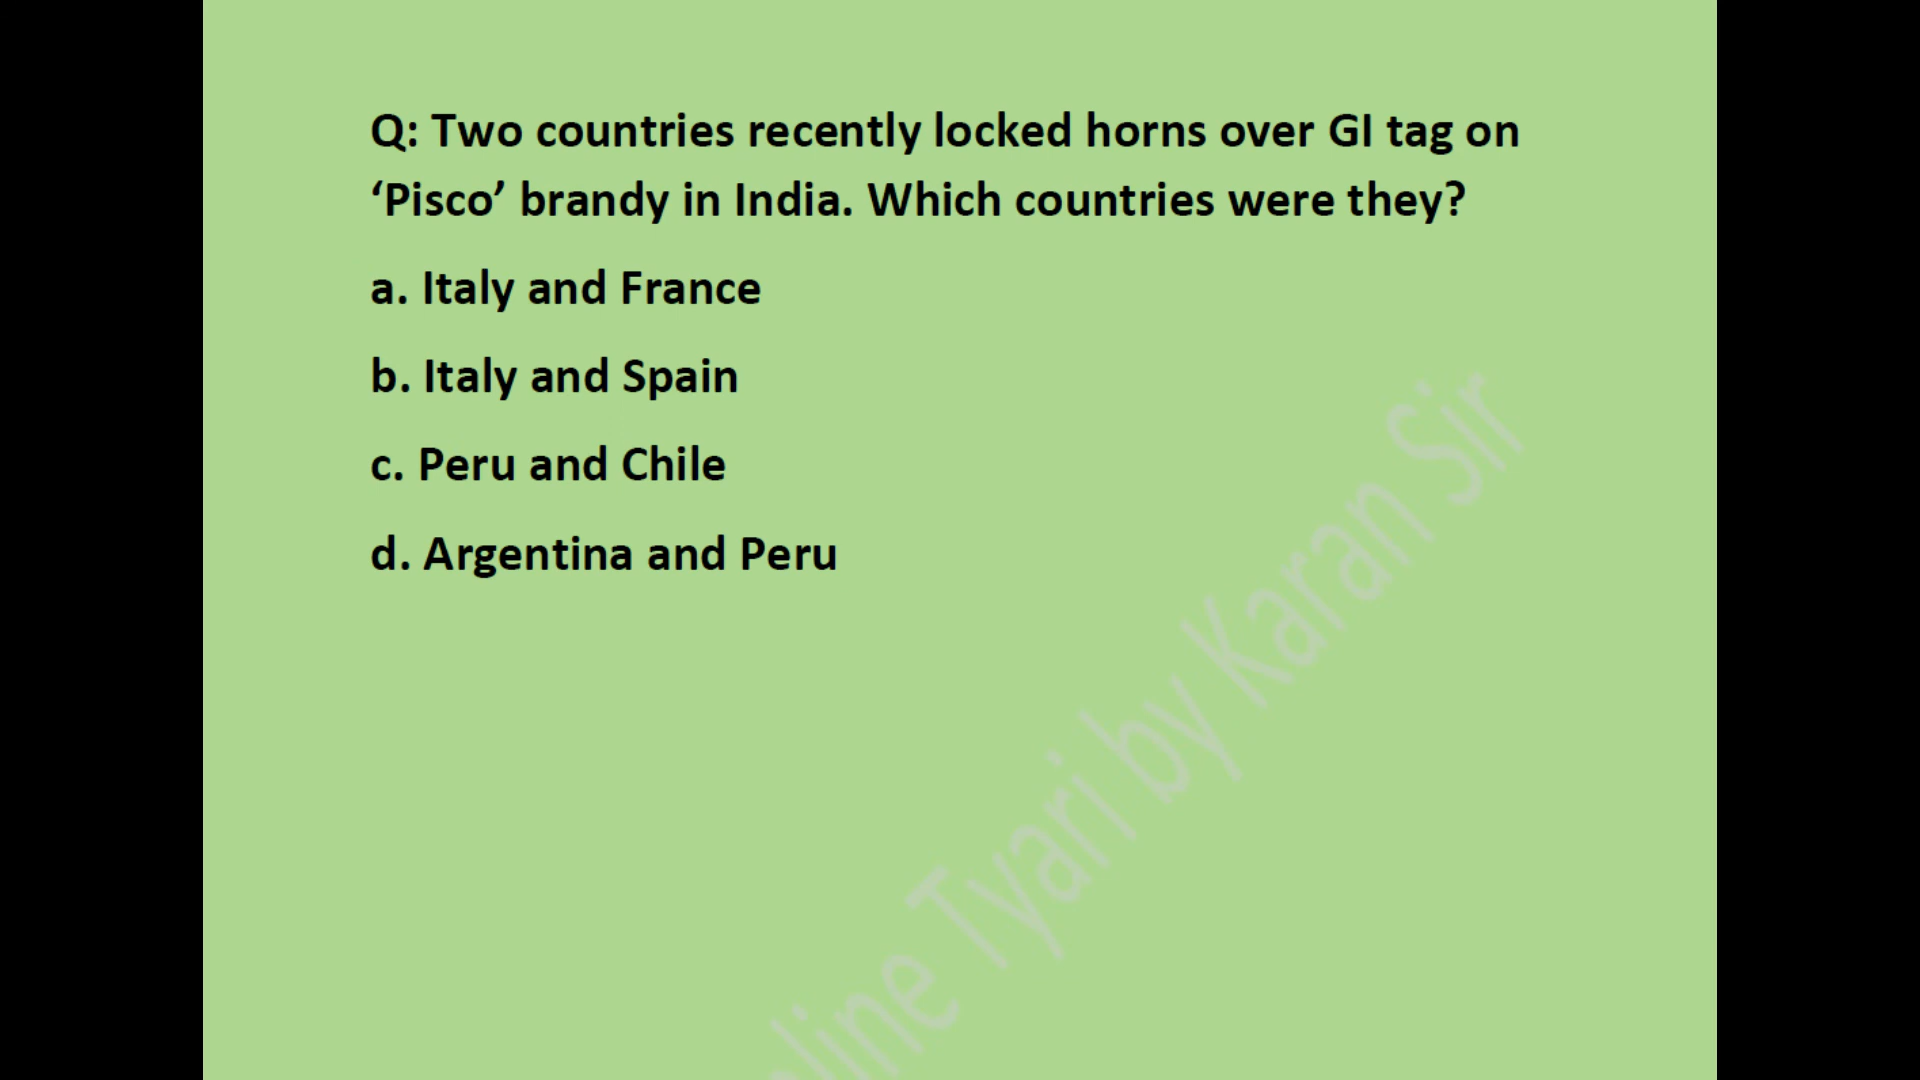 Q: Two countries recently locked horns over GI tag on
‘Pisco’ brandy in India. Which countries were they?
a. Italy and France
b. Italy and Spain
c. Peru and Chile
d. Argentina and Peru
Tyari by Karan Sir